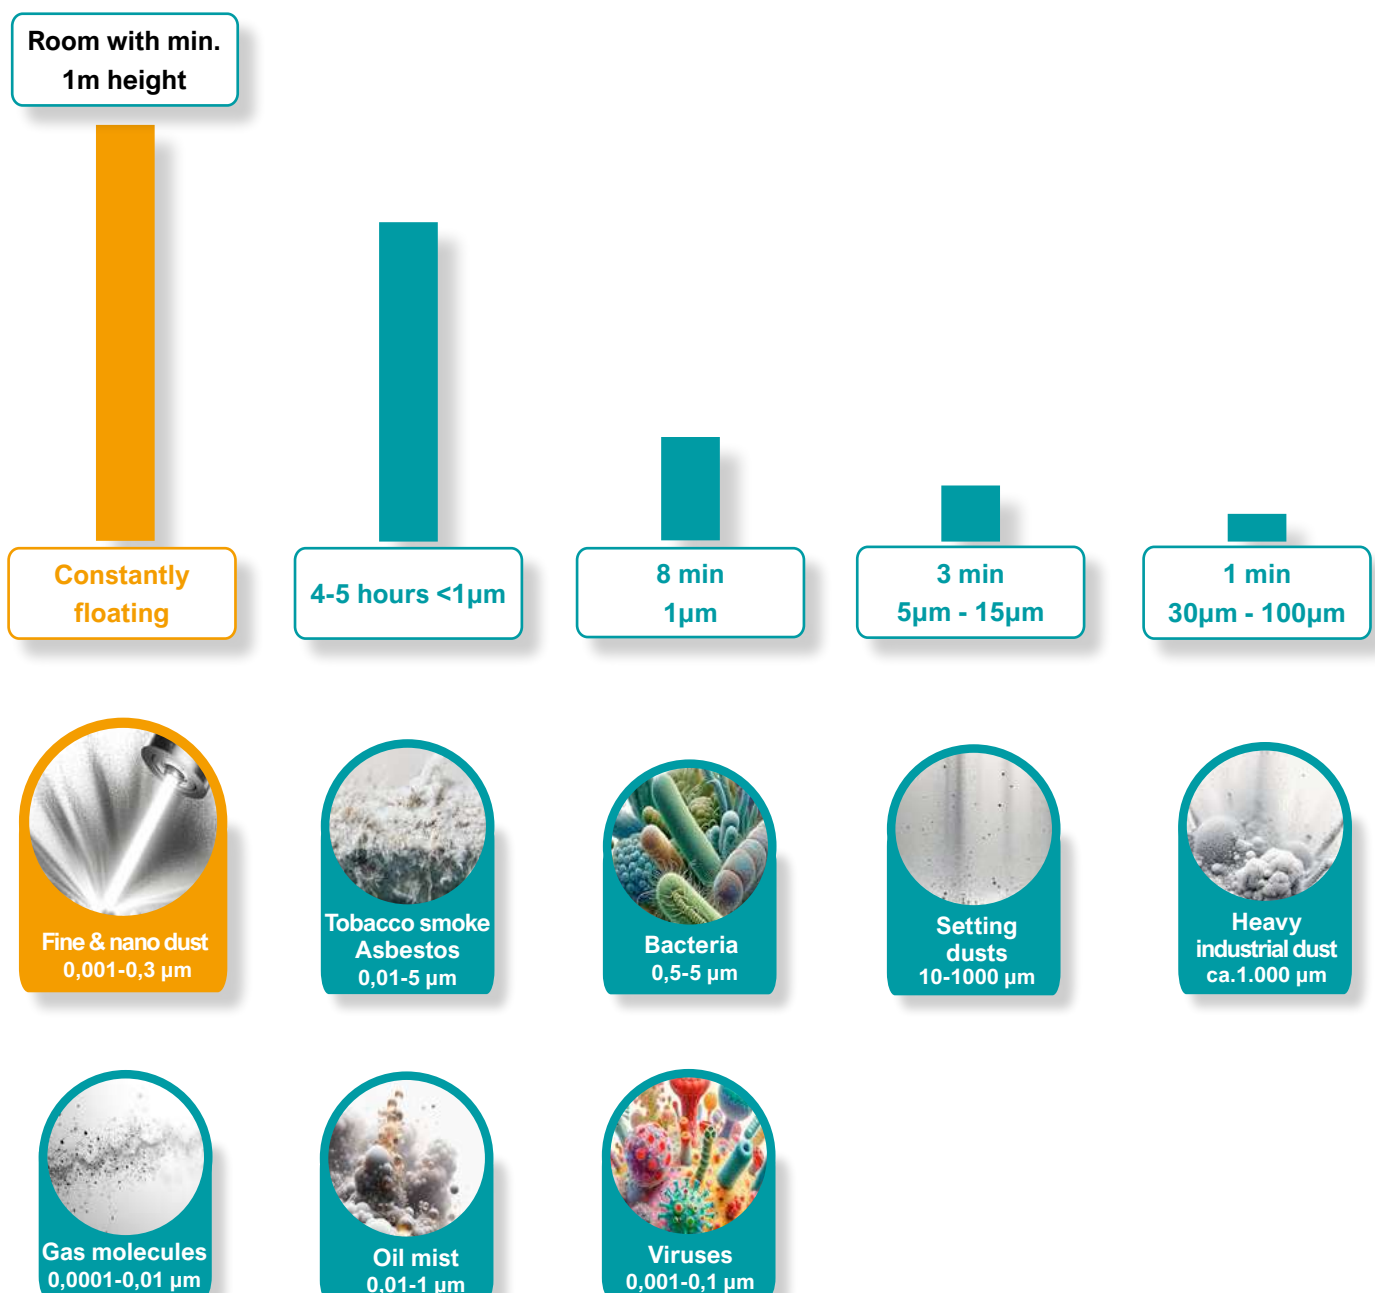 Room with min.
1m height
Constantly
floating
4-5 hours <1µm
8 min
1µm
3 min
5µm - 15µm
1 min
30µm - 100µm
Fine & nano dust
0,001-0,3 µm
Tobacco smoke
Asbestos
0,01-5 µm
Bacteria
0,5-5 µm
Setting
dusts
10-1000 µm
Heavy
industrial dust
ca.1.000 µm
Gas molecules
0,0001-0,01 µm
Oil mist
0,01-1 µm
Viruses
0,001-0,1 µm